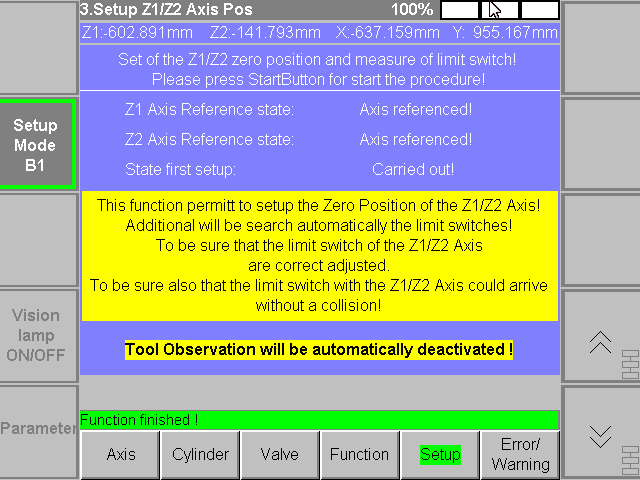 3.Setup Z1/Z2 Axis Pos 100%
Z1:-602.891mm Z2:-141.793mm X:-637.159mm Y: 955.167mm
Set of the Z1/Z2 zero position and measure of limit switch!
Please press StartButton for start the procedure!
Z1 Axis Reference state: Axis referenced!
Z2 Axis Reference state: Axis referenced!
State first setup: Carried out!
Setup
Mode
B1
This function permitt to setup the Zero Position of the Z1/Z2 Axis!
Additional will be search automatically the limit switches!
To be sure that the limit switch of the Z1/Z2 Axis
are correct adjusted.
To be sure also that the limit switch with the Z1/Z2 Axis could arrive
without a collision!
Vision
lamp
ON/OFF
Tool Observation will be automatically deactivated !
Parameter
Function finished !
Axis Cylinder Valve Function Setup Error/
Warning